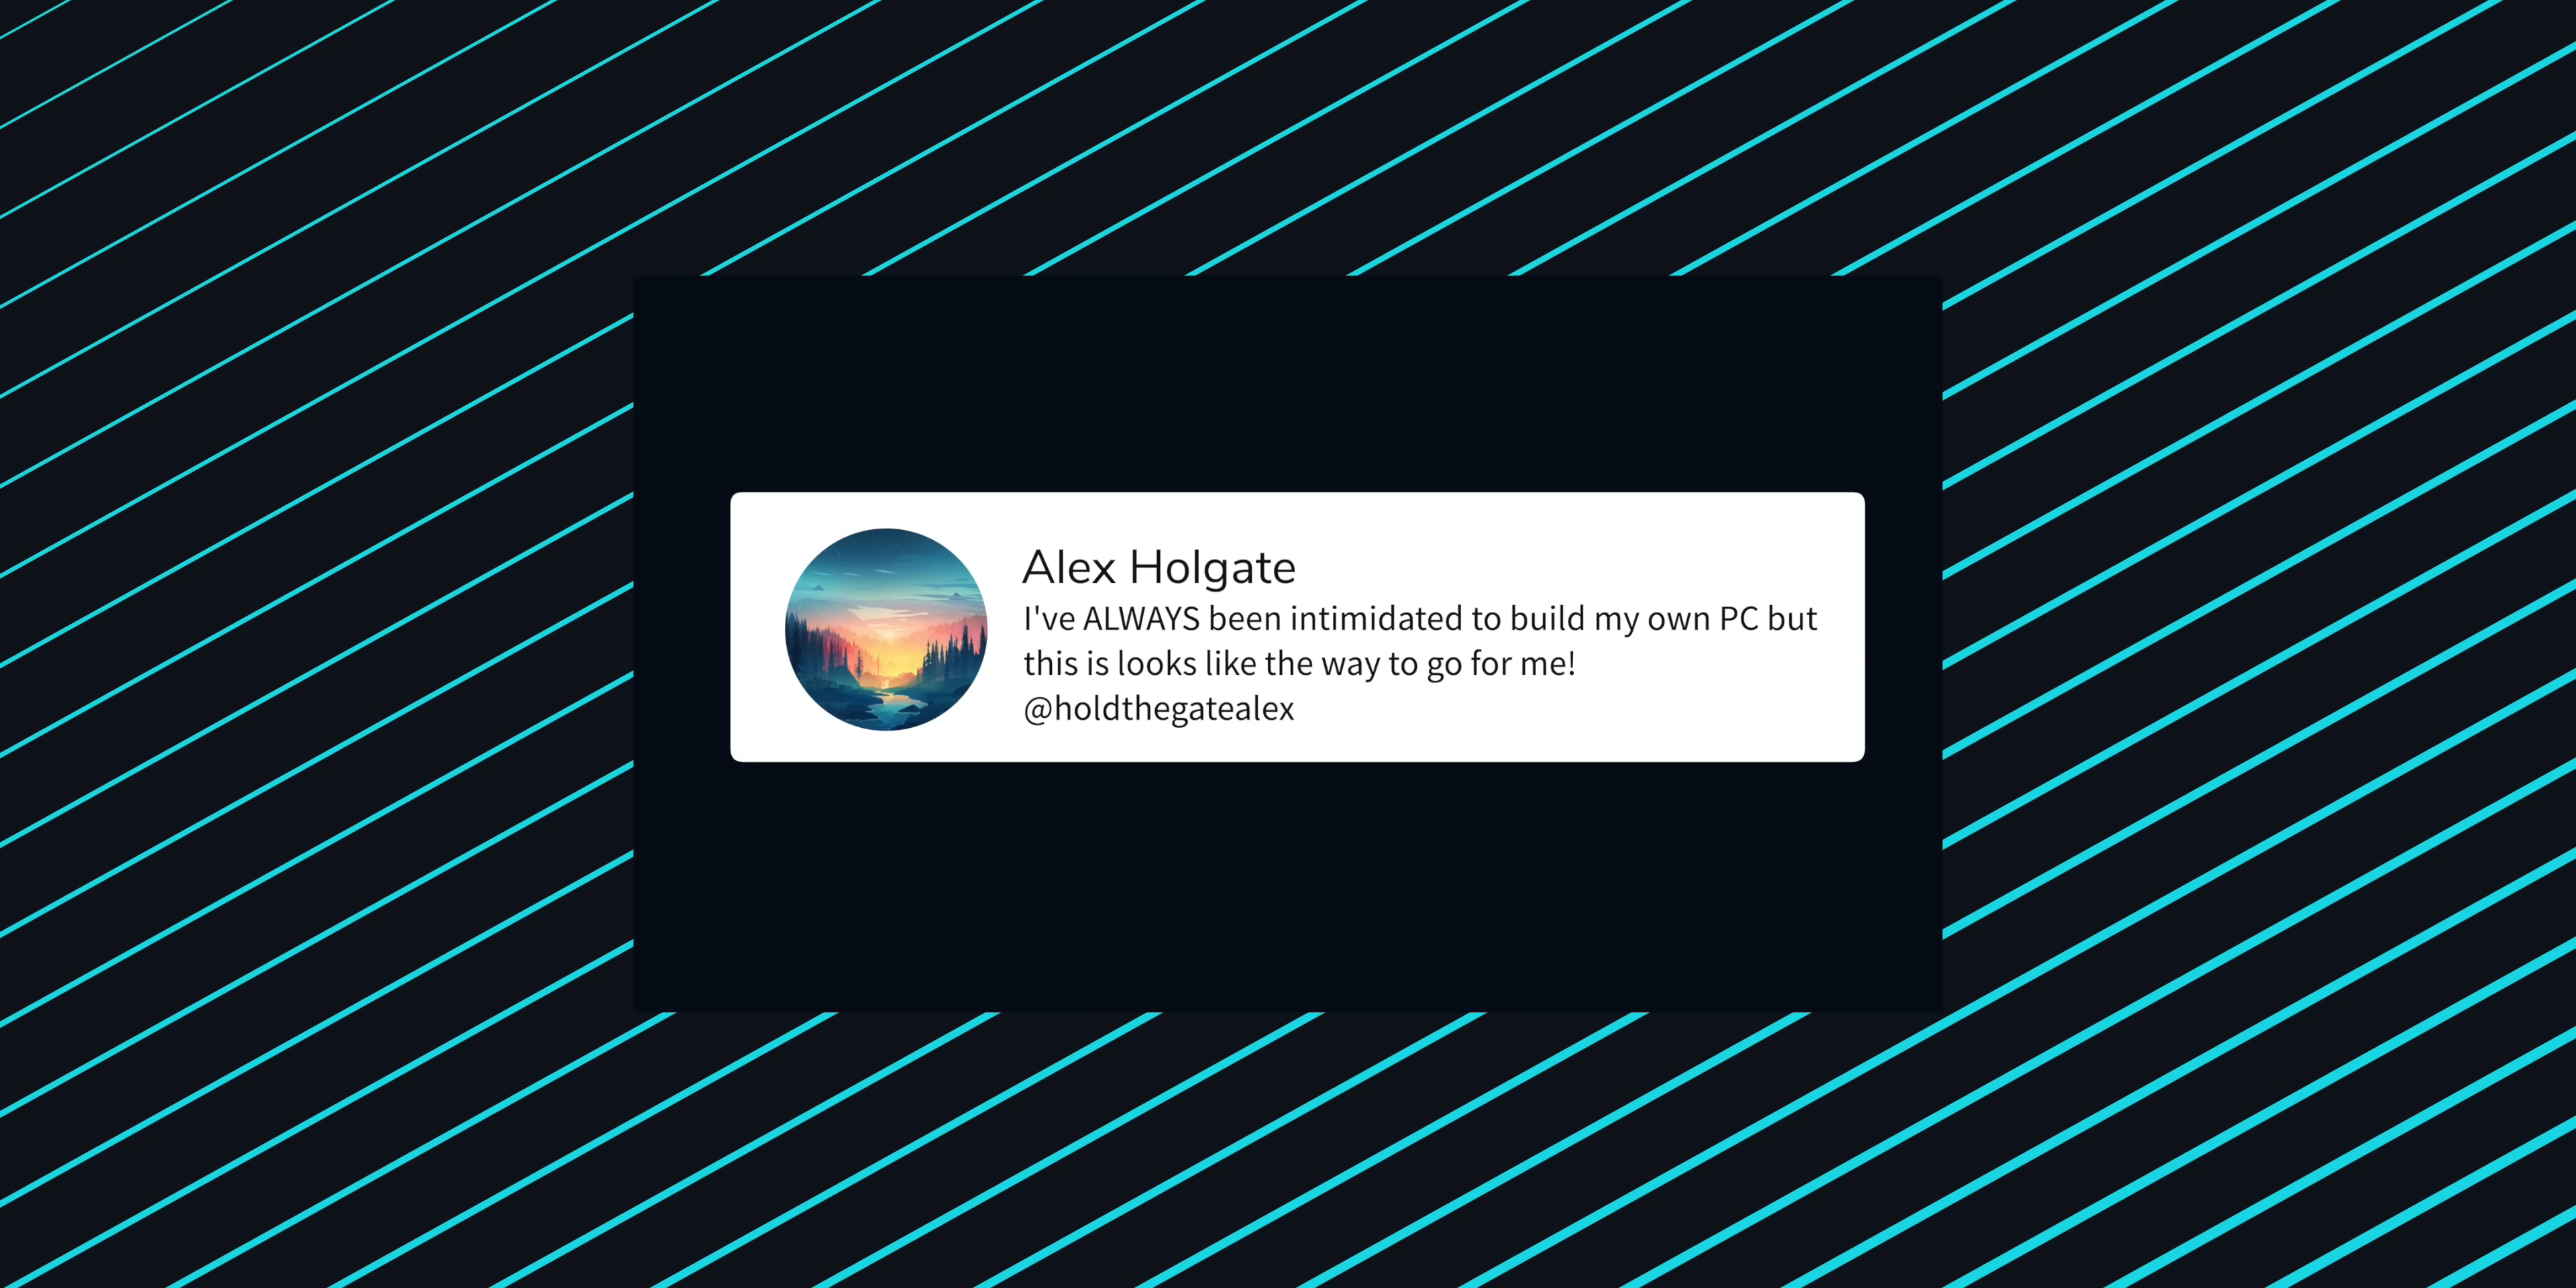 Alex Holgate
I've ALWAYS been intimidated to build my own PC but
this is looks like the way to go for me!
@holdthegatealex